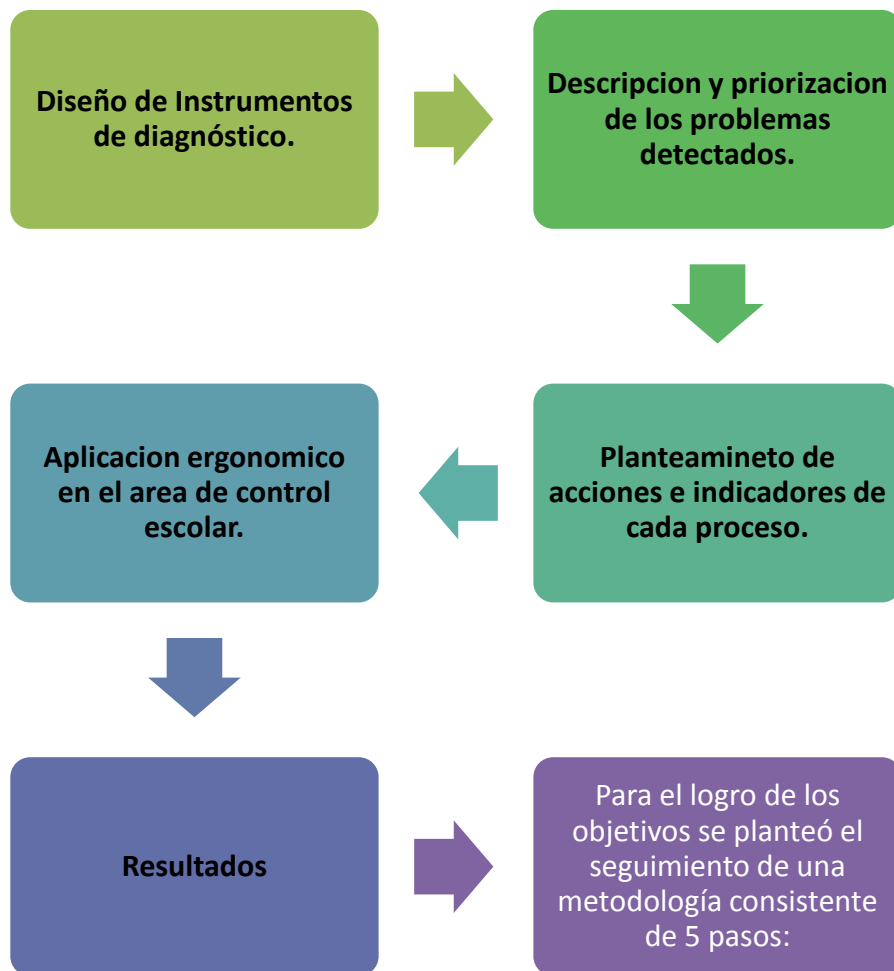 Diseño de Instrumentos
de diagnóstico.
Descripcion y priorizacion
de los problemas
detectados.
Planteamineto de
acciones e indicadores de
cada proceso.
Aplicacion ergonomico
en el area de control
escolar.
Resultados
Para el logro de los
objetivos se planteó el
seguimiento de una
metodología consistente
de 5 pasos: